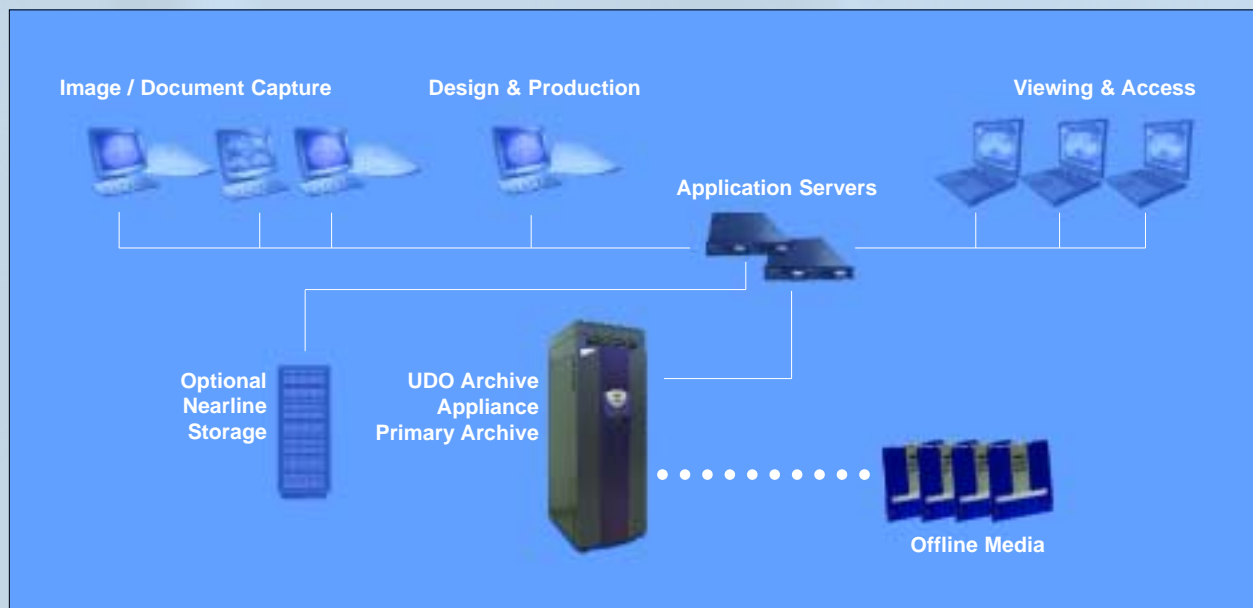 Image / Document Capture
Design & Production
Viewing & Access
Application Servers
Optional
Nearline
Storage
UDO Archive
Appliance
Primary Archive
Offline Media